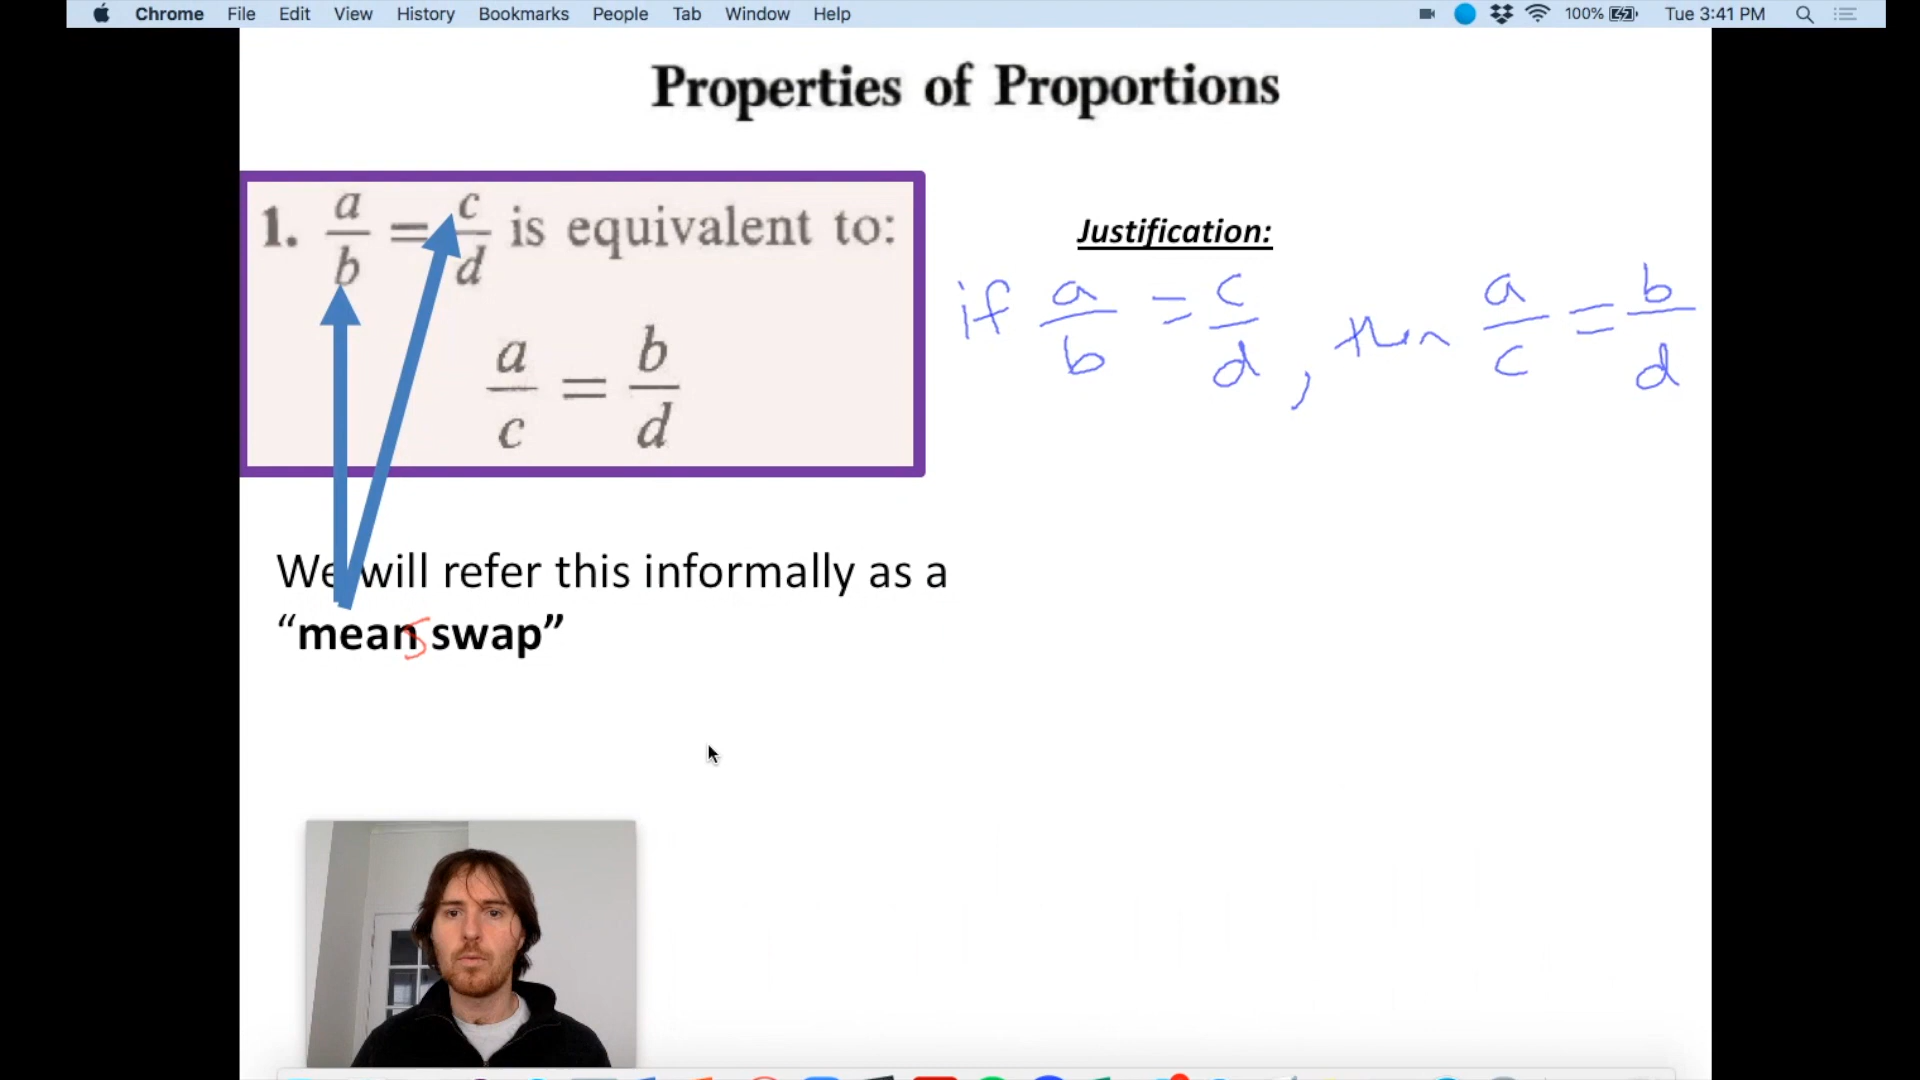 Chrome File Edit View History Bookmarks People Tab Window Help 100% Tue 3:41 PM
Properties of Proportions
1. a/b = c/d is equivalent to:
a/c = b/d
Justification:
if a/b = c/d, then a/c = b/d
We will refer this informally as a
“means swap”